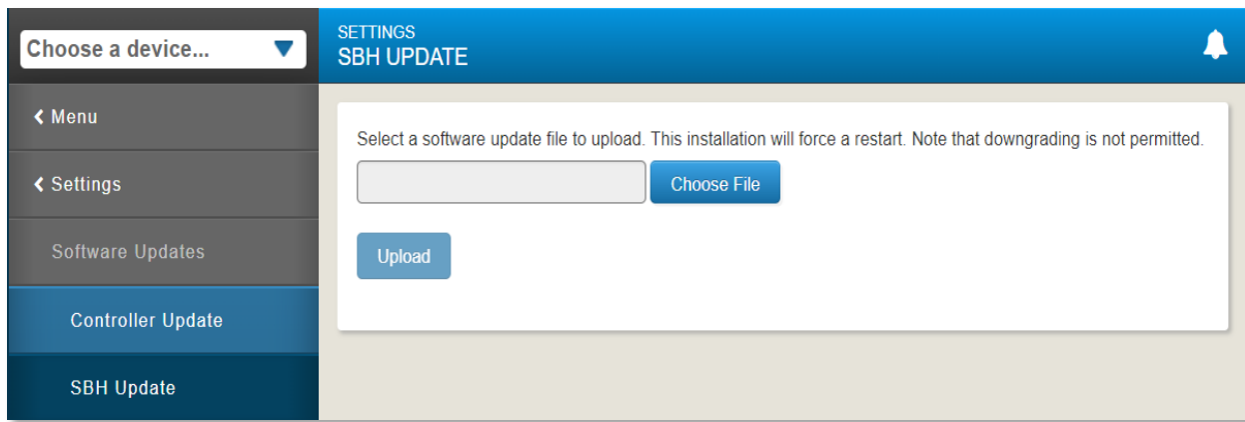 Choose a device...
SETTINGS
SBH UPDATE
Menu
Settings
Software Updates
Controller Update
SBH Update
Select a software update file to upload. This installation will force a restart. Note that downgrading is not permitted.
Choose File
Upload